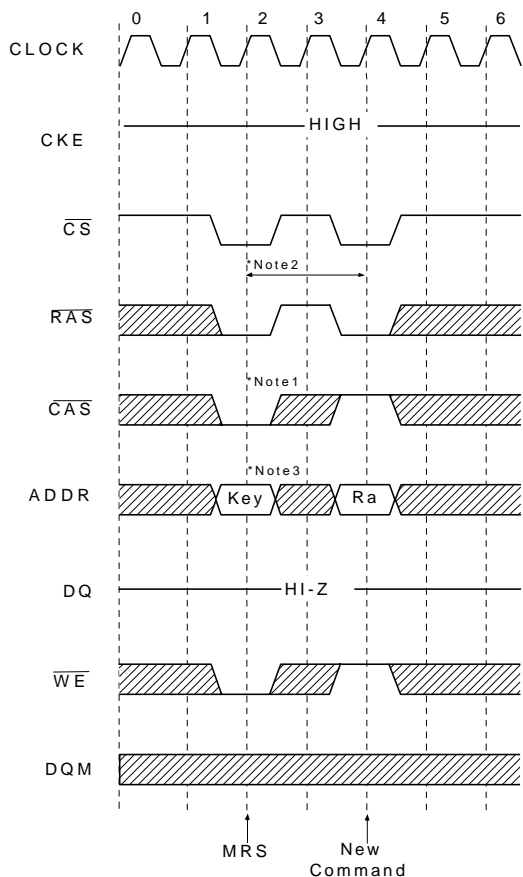 0 1 2 3 4 5 6
CLOCK
CKE
HIGH
CS
*Note2
RAS
*Note1
CAS
*Note3
ADDR
Key
Ra
DQ
HI-Z
WE
DQM
MRS
New
Command